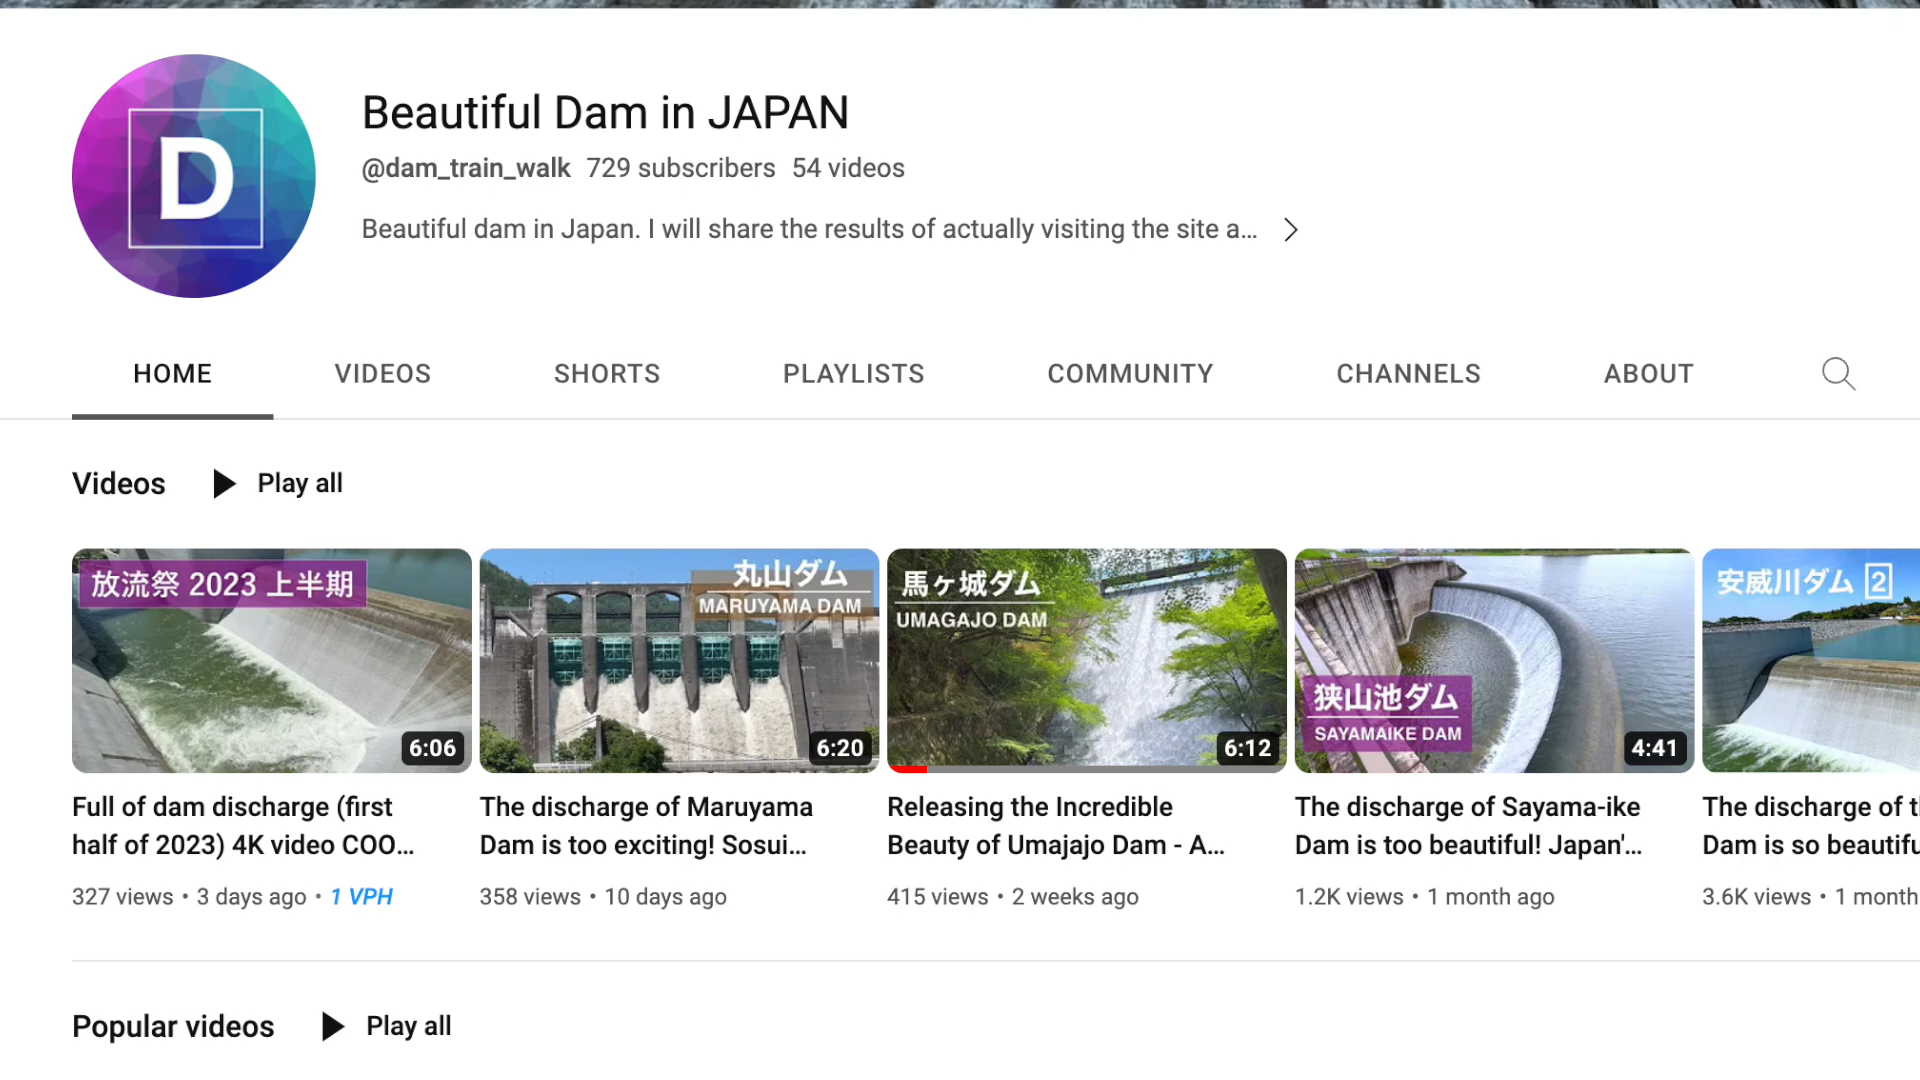 D
Beautiful Dam in JAPAN
@dam_train_walk 729 subscribers 54 videos
Beautiful dam in Japan. I will share the results of actually visiting the site a...
HOME VIDEOS SHORTS PLAYLISTS COMMUNITY CHANNELS ABOUT
Videos Play all
放流祭 2023 上半期
6:06
Full of dam discharge (first
half of 2023) 4K video COO...
327 views • 3 days ago • 1 VPH
丸山ダム
MARUYAMA DAM
6:20
The discharge of Maruyama
Dam is too exciting! Sosui...
358 views • 10 days ago
馬ヶ城ダム
UMAGAJO DAM
6:12
Releasing the Incredible
Beauty of Umajajo Dam - A...
415 views • 2 weeks ago
狭山池ダム
SAYAMAIKE DAM
4:41
The discharge of Sayama-ike
Dam is too beautiful! Japan'...
1.2K views • 1 month ago
安威川ダム 2
The discharge of
Dam is so
3.6K views • 1 month
Popular videos Play all